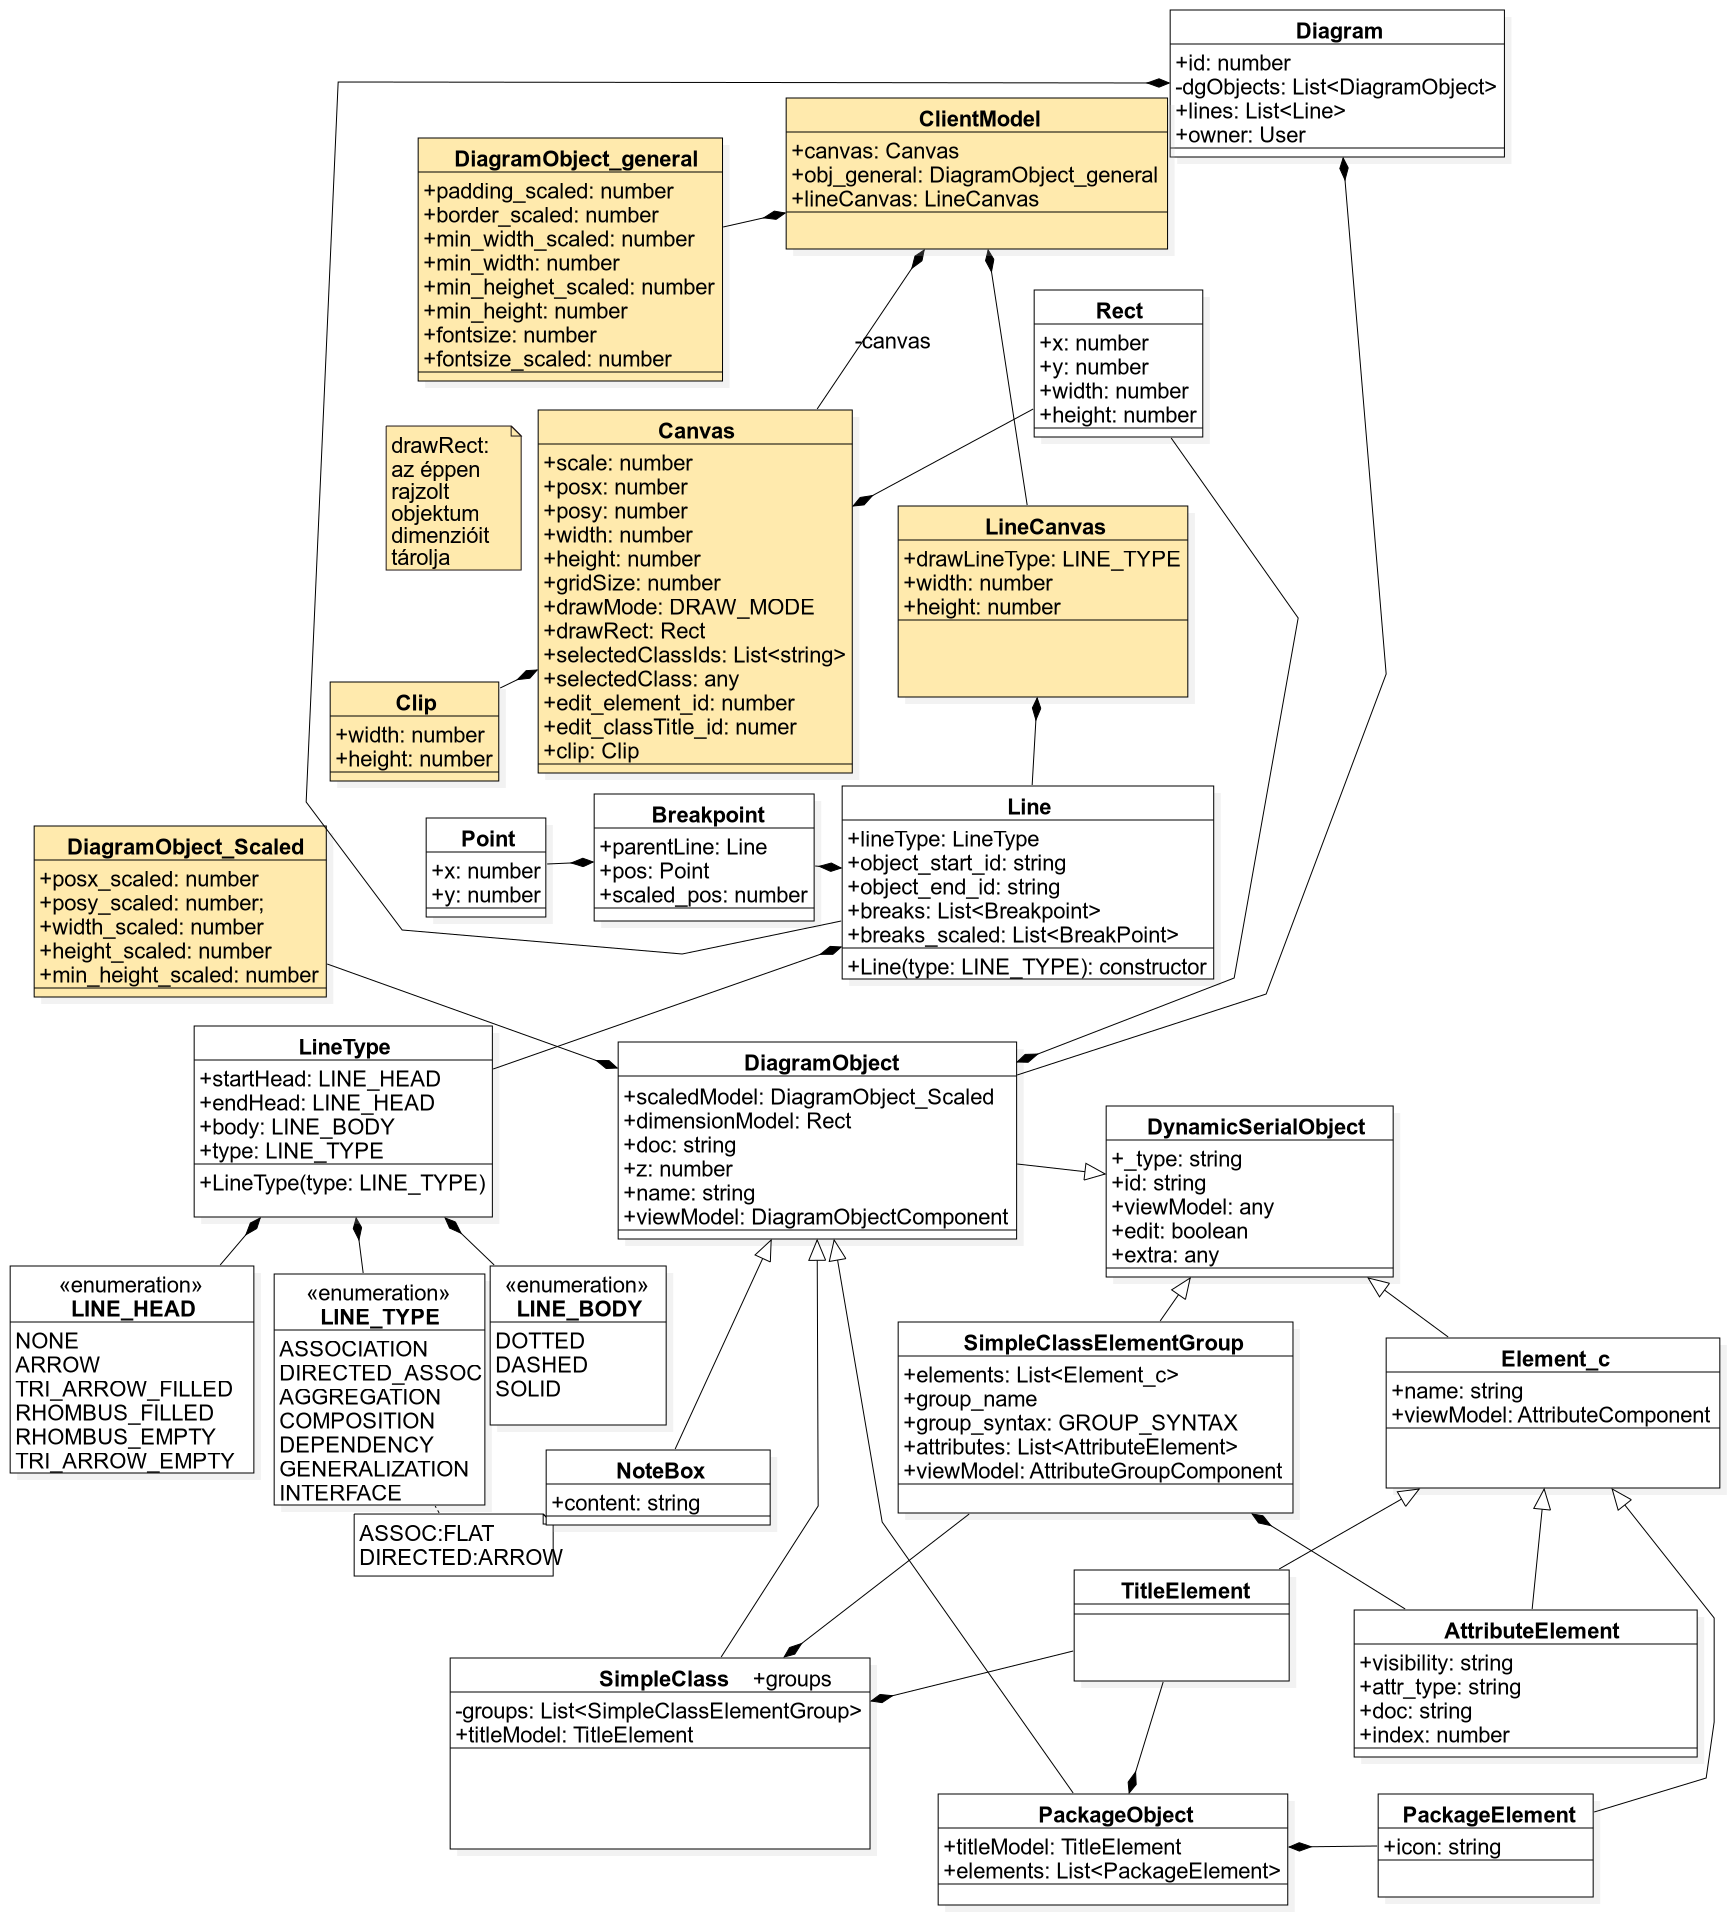 Diagram
+id: number
-dgObjects: List<DiagramObject>
+lines: List<Line>
+owner: User
ClientModel
+canvas: Canvas
+obj_general: DiagramObject_general
+lineCanvas: LineCanvas
DiagramObject_general
+padding_scaled: number
+border_scaled: number
+min_width_scaled: number
+min_width: number
+min_heighet_scaled: number
+min_height: number
+fontsize: number
+fontsize_scaled: number
-canvas
Rect
+x: number
+y: number
+width: number
+height: number
drawRect:
az éppen
rajzolt
objektum
dimenzióit
tárolja
Canvas
+scale: number
+posx: number
+posy: number
+width: number
+height: number
+gridSize: number
+drawMode: DRAW_MODE
+drawRect: Rect
+selectedClassIds: List<string>
+selectedClass: any
+edit_element_id: number
+edit_classTitle_id: numer
+clip: Clip
LineCanvas
+drawLineType: LINE_TYPE
+width: number
+height: number
Clip
+width: number
+height: number
DiagramObject_Scaled
+posx_scaled: number
+posy_scaled: number;
+width_scaled: number
+height_scaled: number
+min_height_scaled: number
Point
+x: number
+y: number
Breakpoint
+parentLine: Line
+pos: Point
+scaled_pos: number
Line
+lineType: LineType
+object_start_id: string
+object_end_id: string
+breaks: List<Breakpoint>
+breaks_scaled: List<BreakPoint>
+Line(type: LINE_TYPE): constructor
LineType
+startHead: LINE_HEAD
+endHead: LINE_HEAD
+body: LINE_BODY
+type: LINE_TYPE
+LineType(type: LINE_TYPE)
DiagramObject
+scaledModel: DiagramObject_Scaled
+dimensionModel: Rect
+doc: string
+z: number
+name: string
+viewModel: DiagramObjectComponent
DynamicSerialObject
+_type: string
+id: string
+viewModel: any
+edit: boolean
+extra: any
«enumeration»
LINE_HEAD
NONE
ARROW
TRI_ARROW_FILLED
RHOMBUS_FILLED
RHOMBUS_EMPTY
TRI_ARROW_EMPTY
«enumeration»
LINE_TYPE
ASSOCIATION
DIRECTED_ASSOC
AGGREGATION
COMPOSITION
DEPENDENCY
GENERALIZATION
INTERFACE
«enumeration»
LINE_BODY
DOTTED
DASHED
SOLID
SimpleClassElementGroup
+elements: List<Element_c>
+group_name
+group_syntax: GROUP_SYNTAX
+attributes: List<AttributeElement>
+viewModel: AttributeGroupComponent
Element_c
+name: string
+viewModel: AttributeComponent
NoteBox
+content: string
ASSOC:FLAT
DIRECTED:ARROW
TitleElement
AttributeElement
+visibility: string
+attr_type: string
+doc: string
+index: number
SimpleClass
+groups
-groups: List<SimpleClassElementGroup>
+titleModel: TitleElement
PackageObject
+titleModel: TitleElement
+elements: List<PackageElement>
PackageElement
+icon: string